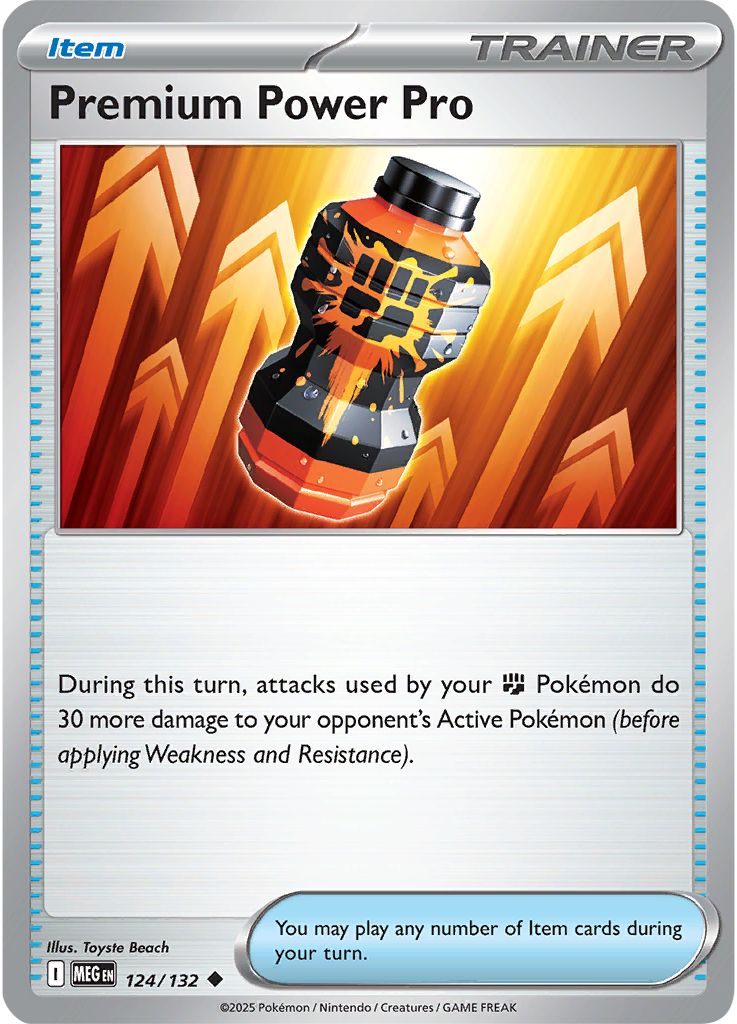 Item
TRAINER
Premium Power Pro
During this turn, attacks used by your Pokémon do
30 more damage to your opponent's Active Pokémon (before
applying Weakness and Resistance).
You may play any number of Item cards during
your turn.
Illus. Toyste Beach
I MEG EN 124/132
©2025 Pokémon / Nintendo / Creatures / GAME FREAK